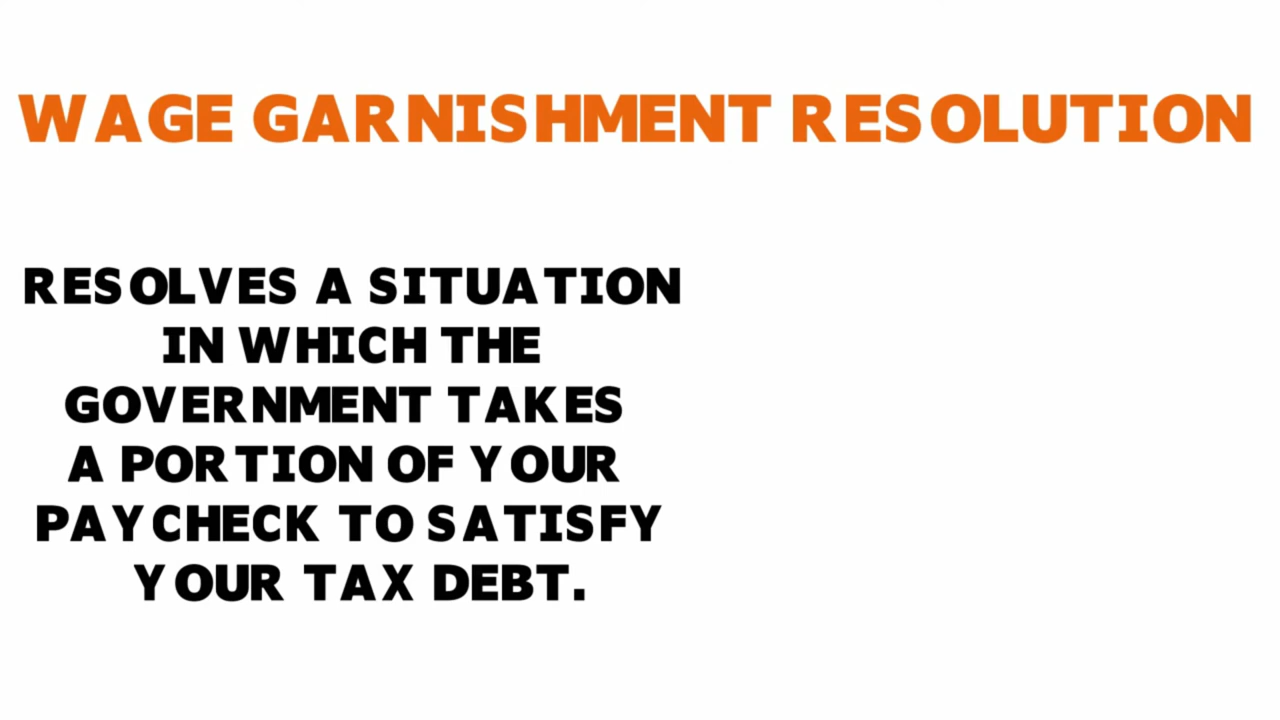 WAGE GARNISHMENT RESOLUTION
RESOLVES A SITUATION
IN WHICH THE
GOVERNMENT TAKES
A PORTION OF YOUR
PAYCHECK TO SATISFY
YOUR TAX DEBT.